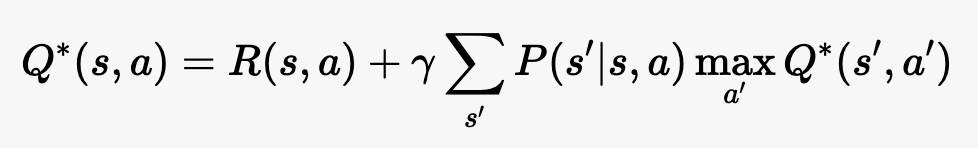 Q*(s, a) = R(s, a) + γ ∑_{s′} P(s′|s, a) max_{a′} Q*(s′, a′)